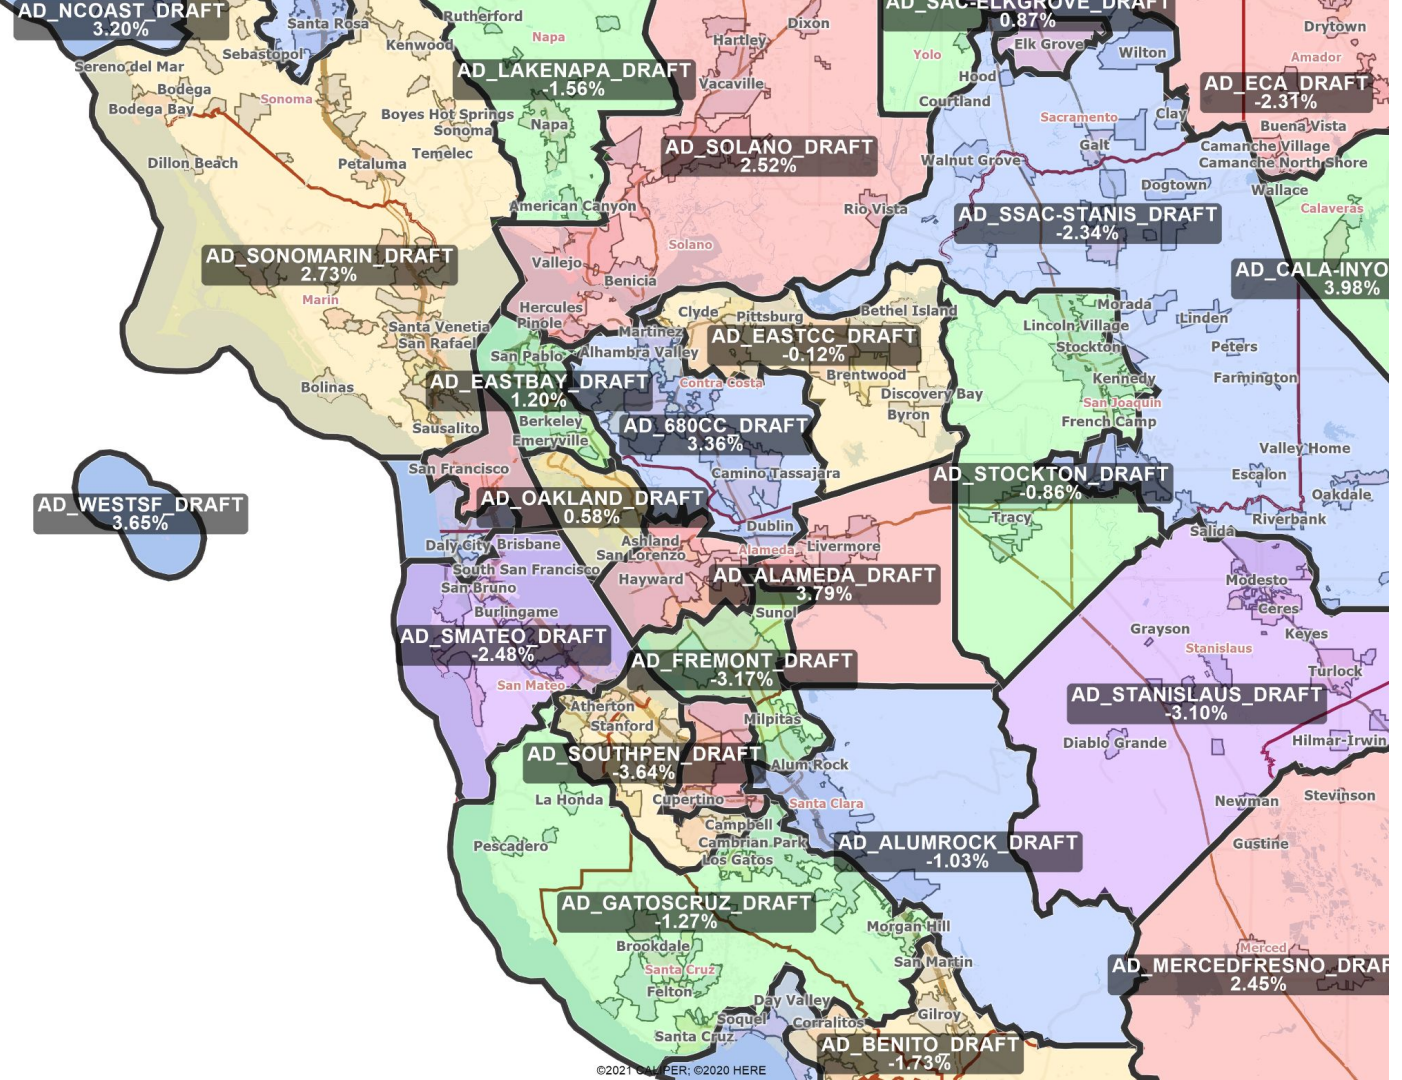 AD_NCOAST_DRAFT
3.20%
Santa Rosa
Rutherford
Napa
Kenwood
Sebastopol
Sereno del Mar
AD_LAKENAPA_DRAFT
-1.56%
Bodega
Sonoma
Bodega Bay
Boyes Hot Springs
Sonoma
Napa
Temelec
Dillon Beach
Petaluma
American Canyon
Hartley
Dixon
Vacaville
AD_SOLANO_DRAFT
2.52%
Rio Vista
Solano
AD_SAC-ELKGROVE_DRAFT
0.87%
Elk Grove
Yolo
Wilton
Hood
Courtland
Sacramento
Clay
Galt
Walnut Grove
Dogtown
AD_SSAC-STANIS_DRAFT
-2.34%
Drytown
Amador
AD_ECA_DRAFT
-2.31%
Buena Vista
Camanche Village
Camanche North Shore
Wallace
Calaveras
AD_CALA-INYO
3.98%
AD_SONOMARIN_DRAFT
2.73%
Marin
Santa Venetia
San Rafael
Bolinas
Sausalito
Vallejo
Benicia
Hercules
Pinole
San Pablo
Martinez
Alhambra Valley
Clyde
Pittsburg
Bethel Island
AD_EASTCC_DRAFT
-0.12%
Contra Costa
Brentwood
Discovery Bay
Byron
AD_EASTBAY_DRAFT
1.20%
Berkeley
Emeryville
AD_680CC_DRAFT
3.36%
Camino Tassajara
Morada
Linden
Lincoln Village
Stockton
Peters
Kennedy
Farmington
San Joaquin
French Camp
Valley Home
Escalon
Oakdale
Riverbank
Salida
AD_STOCKTON_DRAFT
-0.86%
Tracy
San Francisco
AD_WESTSF_DRAFT
3.65%
AD_OAKLAND_DRAFT
0.58%
Dublin
Daly City
Brisbane
Ashland
San Lorenzo
Alameda
Livermore
South San Francisco
Hayward
San Bruno
AD_ALAMEDA_DRAFT
3.79%
Burlingame
Sunol
AD_SMATEO_DRAFT
-2.48%
AD_FREMONT_DRAFT
-3.17%
San Mateo
Modesto
Ceres
Grayson
Keyes
Stanislaus
Turlock
AD_STANISLAUS_DRAFT
-3.10%
Diablo Grande
Hilmar-Irwin
Newman
Stevinson
Gustine
Atherton
Stanford
Milpitas
AD_SOUTHPEN_DRAFT
-3.64%
Alum Rock
La Honda
Cupertino
Santa Clara
Campbell
Cambrian Park
Los Gatos
Pescadero
AD_ALUMROCK_DRAFT
-1.03%
AD_GATOSCRUZ_DRAFT
-1.27%
Morgan Hill
Brookdale
San Martin
Santa Cruz
Felton
Merced
AD_MERCEDFRESNO_DRAF
2.45%
Day Valley
Soquel
Corralitos
Gilroy
Santa Cruz
AD_BENITO_DRAFT
-1.73%
©2021 CALIPER; ©2020 HERE